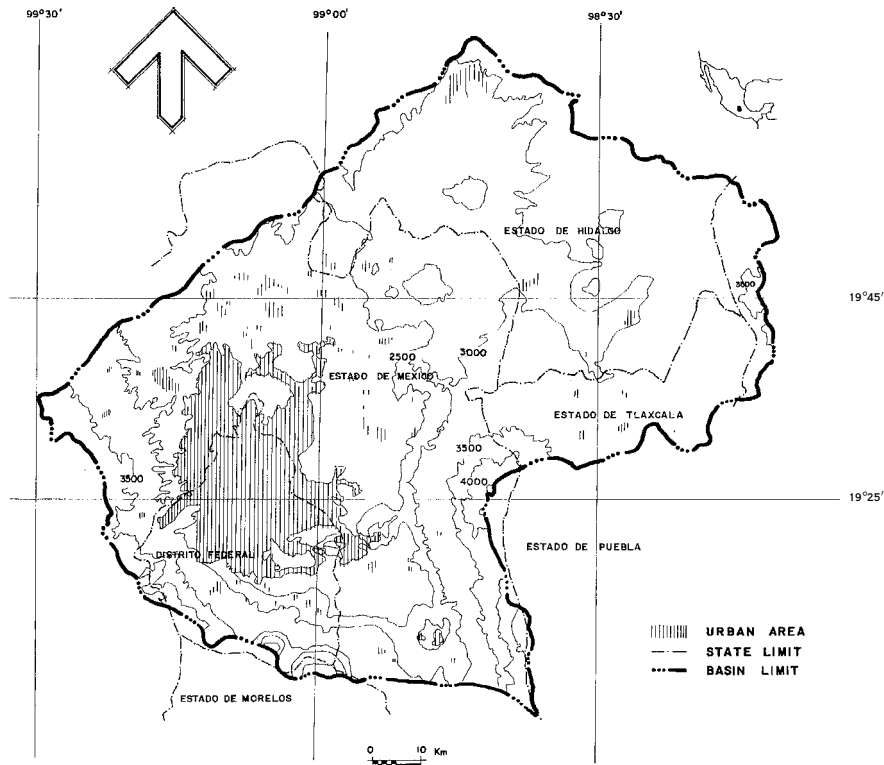 99°30'
99°00'
98°30'
ESTADO DE HIDALGO
3500
19°45'
2500
3000
ESTADO DE MEXICO
ESTADO DE TLAXCALA
3500
3500
4000
19°25'
DISTRITO FEDERAL
ESTADO DE PUEBLA
URBAN AREA
STATE LIMIT
BASIN LIMIT
ESTADO DE MORELOS
0 10 Km